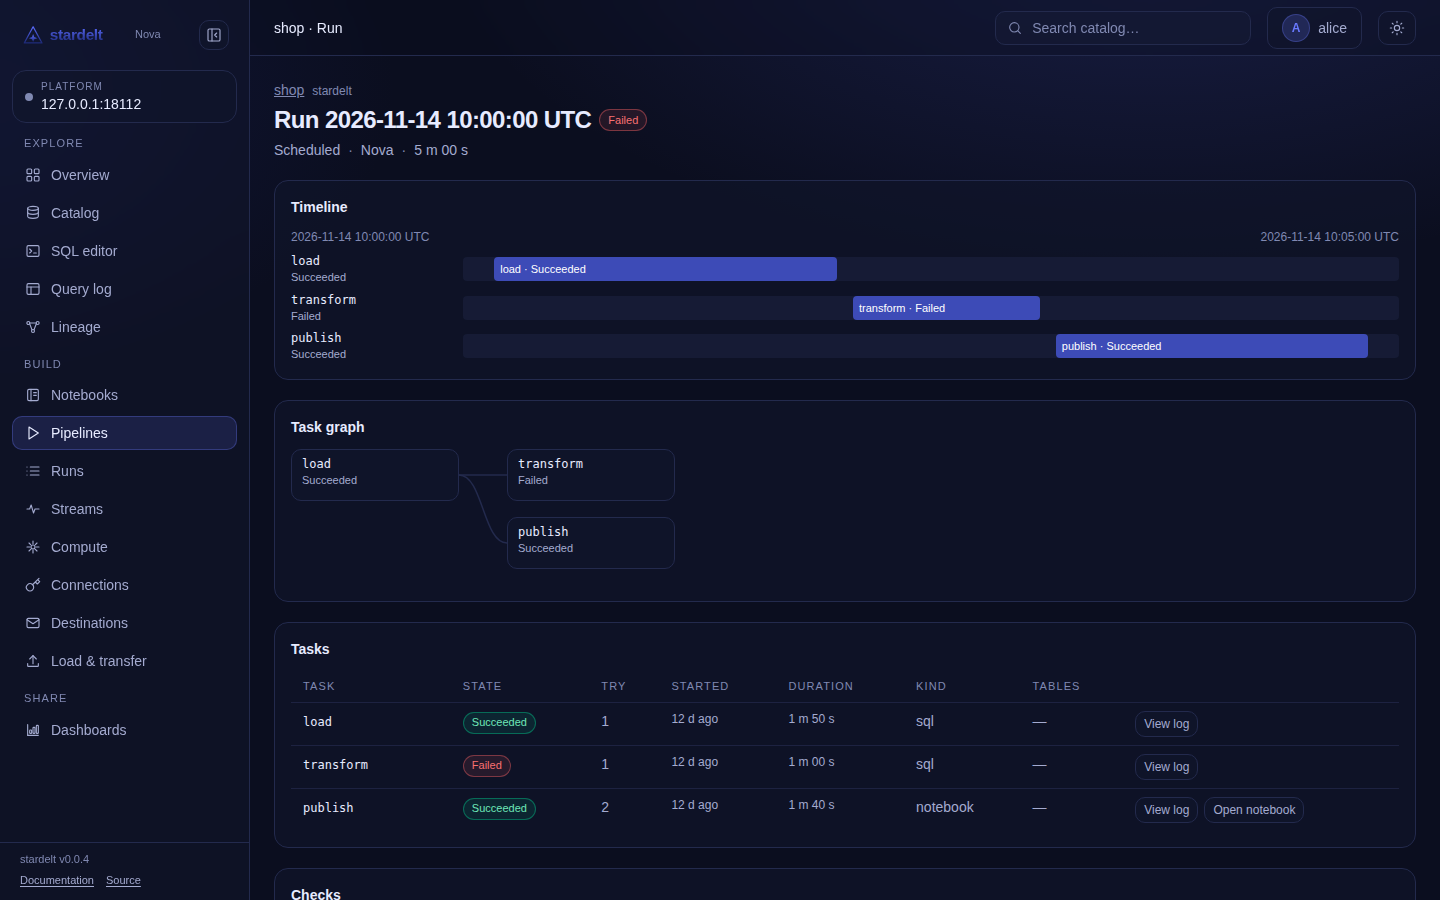 stardelt
Nova
PLATFORM
127.0.0.1:18112
EXPLORE
Overview
Catalog
SQL editor
Query log
Lineage
BUILD
Notebooks
Pipelines
Runs
Streams
Compute
Connections
Destinations
Load & transfer
SHARE
Dashboards
stardelt v0.0.4
Documentation Source
shop · Run
Search catalog…
A alice
shop stardelt
Run 2026-11-14 10:00:00 UTC Failed
Scheduled · Nova · 5 m 00 s
Timeline
2026-11-14 10:00:00 UTC 2026-11-14 10:05:00 UTC
load
Succeeded
load · Succeeded
transform
Failed
transform · Failed
publish
Succeeded
publish · Succeeded
Task graph
load
Succeeded
transform
Failed
publish
Succeeded
Tasks
TASK STATE TRY STARTED DURATION KIND TABLES
load Succeeded 1 12 d ago 1 m 50 s sql — View log
transform Failed 1 12 d ago 1 m 00 s sql — View log
publish Succeeded 2 12 d ago 1 m 40 s notebook — View log Open notebook
Checks